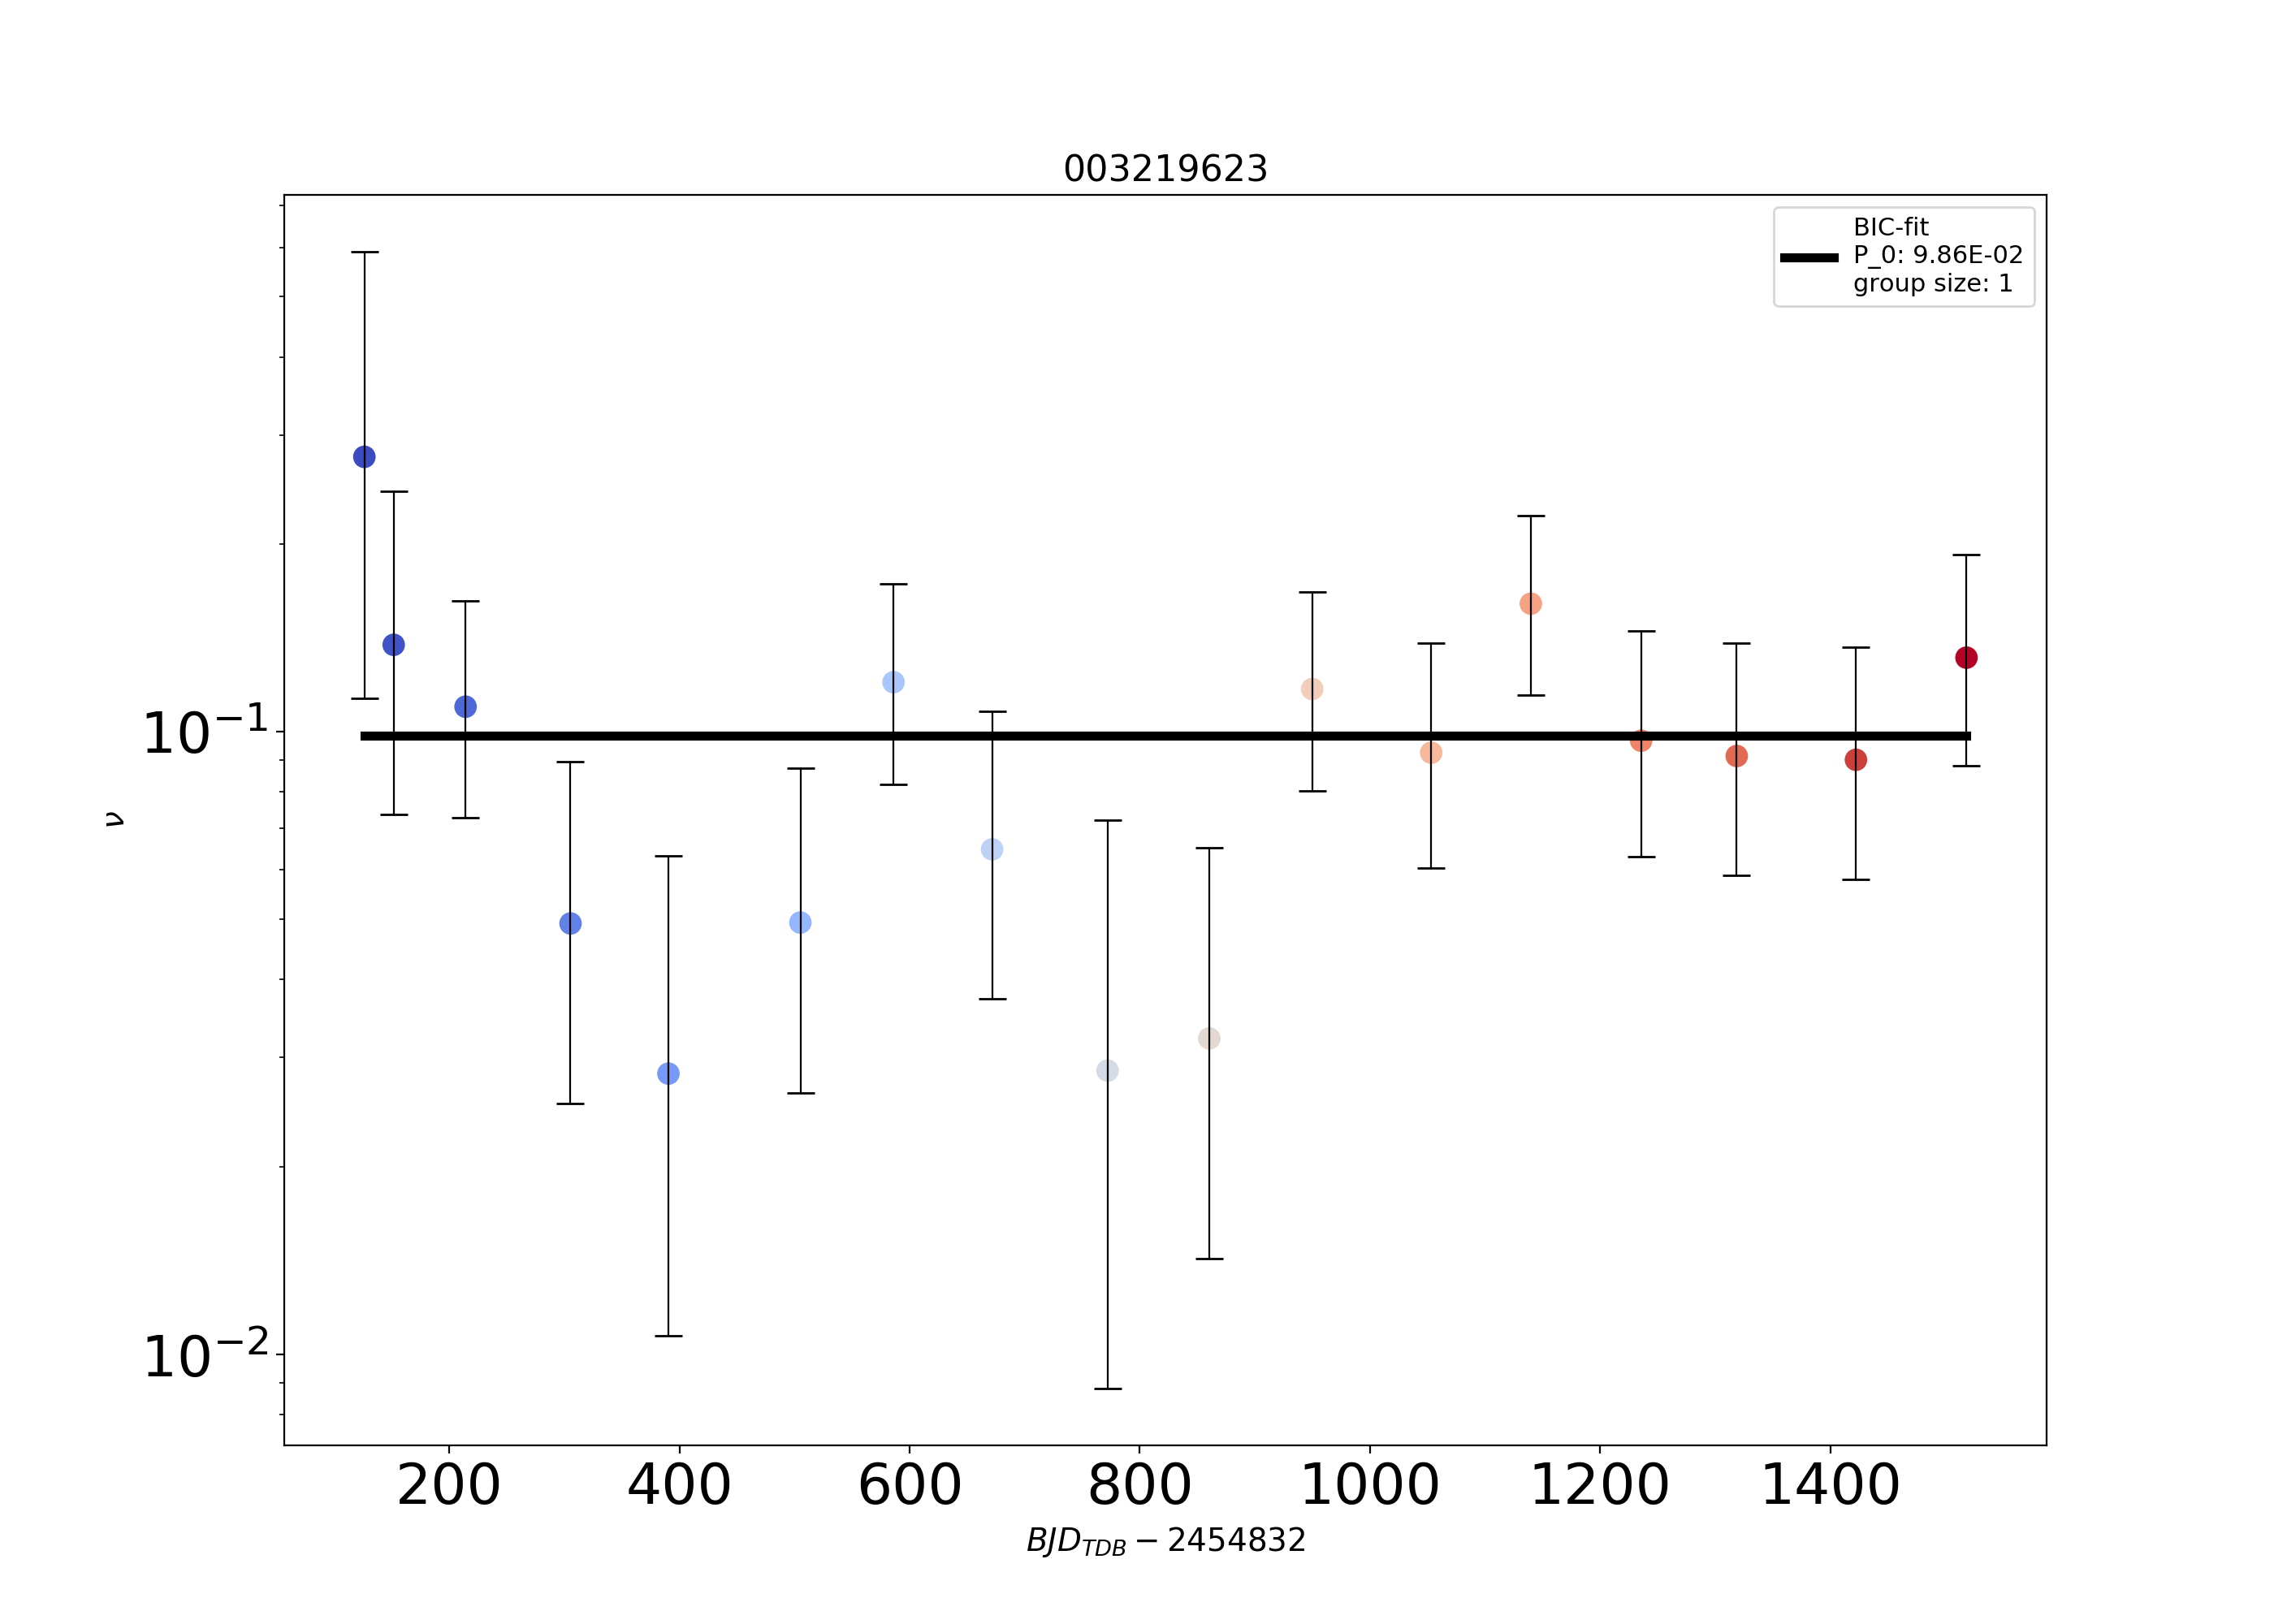 003219623
BIC-fit
P_0: 9.86E-02
group size: 1
10⁻¹
ν
10⁻²
200 400 600 800 1000 1200 1400
BJD_TDB − 2454832